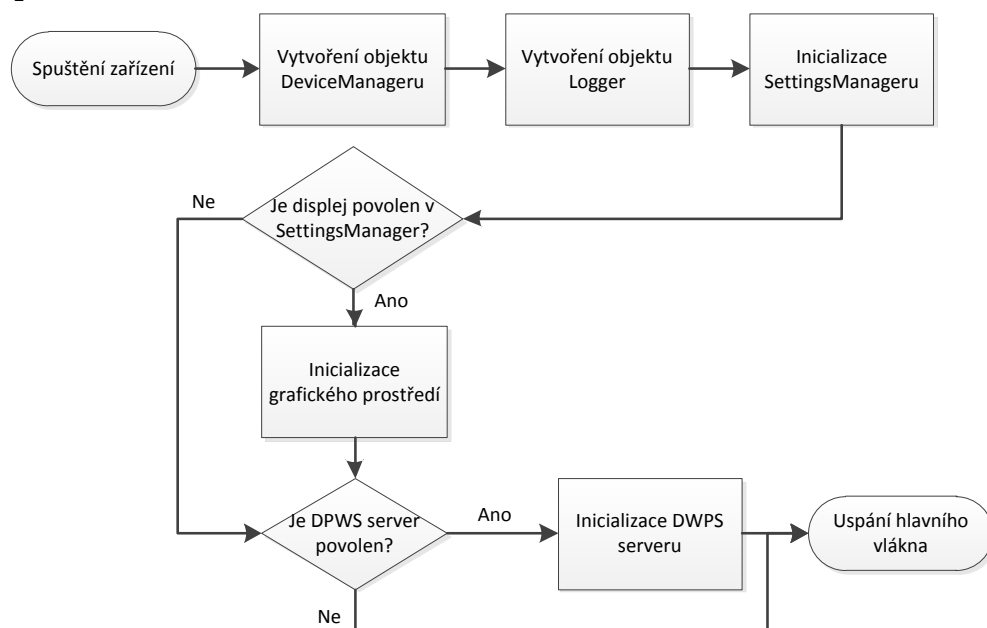 Spuštění zařízení
Vytvoření objektu
DeviceManageru
Vytvoření objektu
Logger
Inicializace
SettingsManageru
Ne
Je displej povolen v
SettingsManager?
Ano
Inicializace
grafického prostředí
Je DPWS server
povolen?
Ano
Inicializace DWPS
serveru
Uspání hlavního
vlákna
Ne